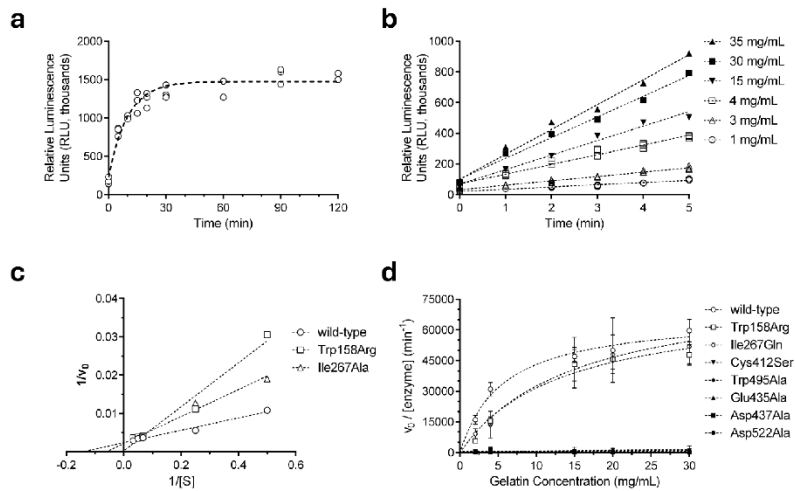 a
Relative Luminescence
Units (RLU, thousands)
2000
1500
1000
500
0
0 30 60 90 120
Time (min)
b
Relative Luminescence
Units (RLU, thousands)
1000
800
600
400
200
0
0 1 2 3 4 5
Time (min)
35 mg/mL
30 mg/mL
15 mg/mL
4 mg/mL
3 mg/mL
1 mg/mL
c
1/v0
0.04
0.03
0.02
0.01
-0.2 0.0 0.2 0.4 0.6
1/[S]
wild-type
Trp158Arg
Ile267Ala
d
v0 / [enzyme] (min-1)
75000
60000
45000
30000
15000
0
0 5 10 15 20 25 30
Gelatin Concentration (mg/mL)
wild-type
Trp158Arg
Ile267Gln
Cys412Ser
Trp495Ala
Glu435Ala
Asp437Ala
Asp522Ala